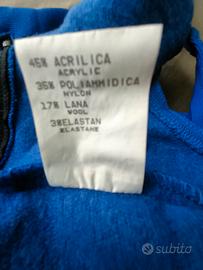 45% ACRILICA
ACRYLIC
35% POLIAMMIDICA
NYLON
17% LANA
WOOL
3%ELASTAN
ELASTANE
subito